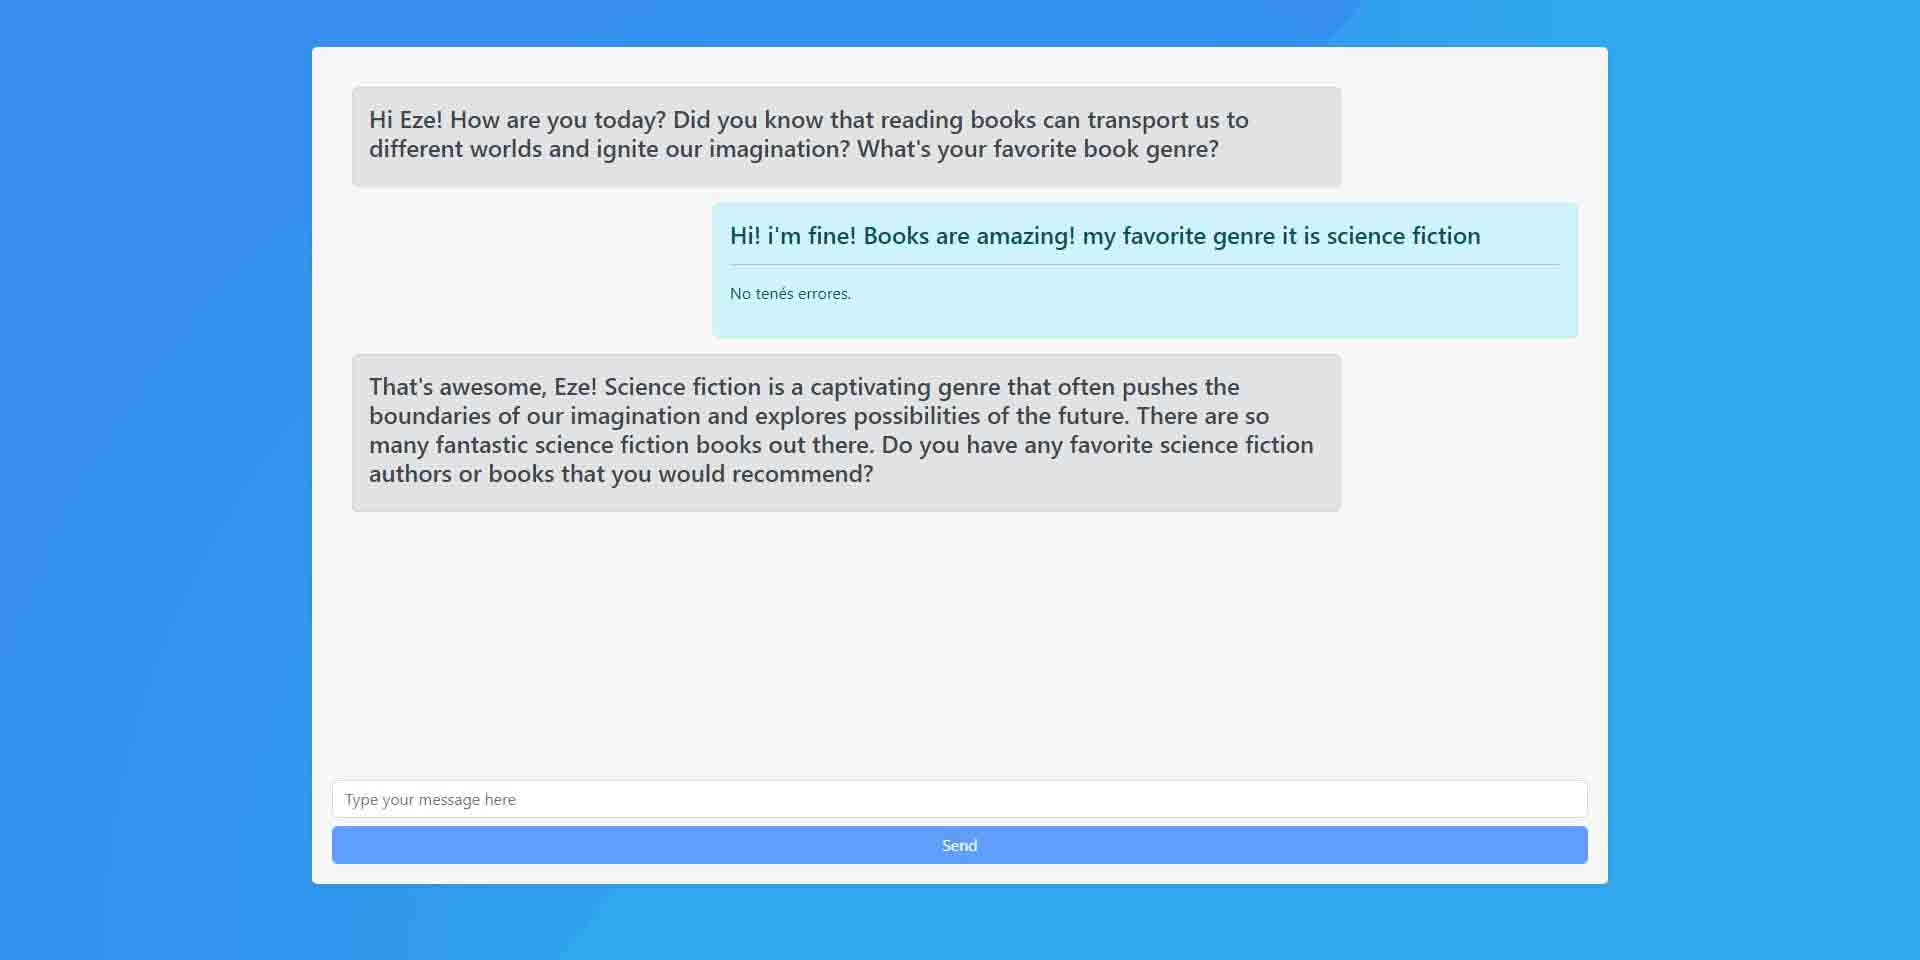 Hi Eze! How are you today? Did you know that reading books can transport us to
different worlds and ignite our imagination? What's your favorite book genre?
Hi! i'm fine! Books are amazing! my favorite genre it is science fiction
No tenés errores.
That's awesome, Eze! Science fiction is a captivating genre that often pushes the
boundaries of our imagination and explores possibilities of the future. There are so
many fantastic science fiction books out there. Do you have any favorite science fiction
authors or books that you would recommend?
Type your message here
Send